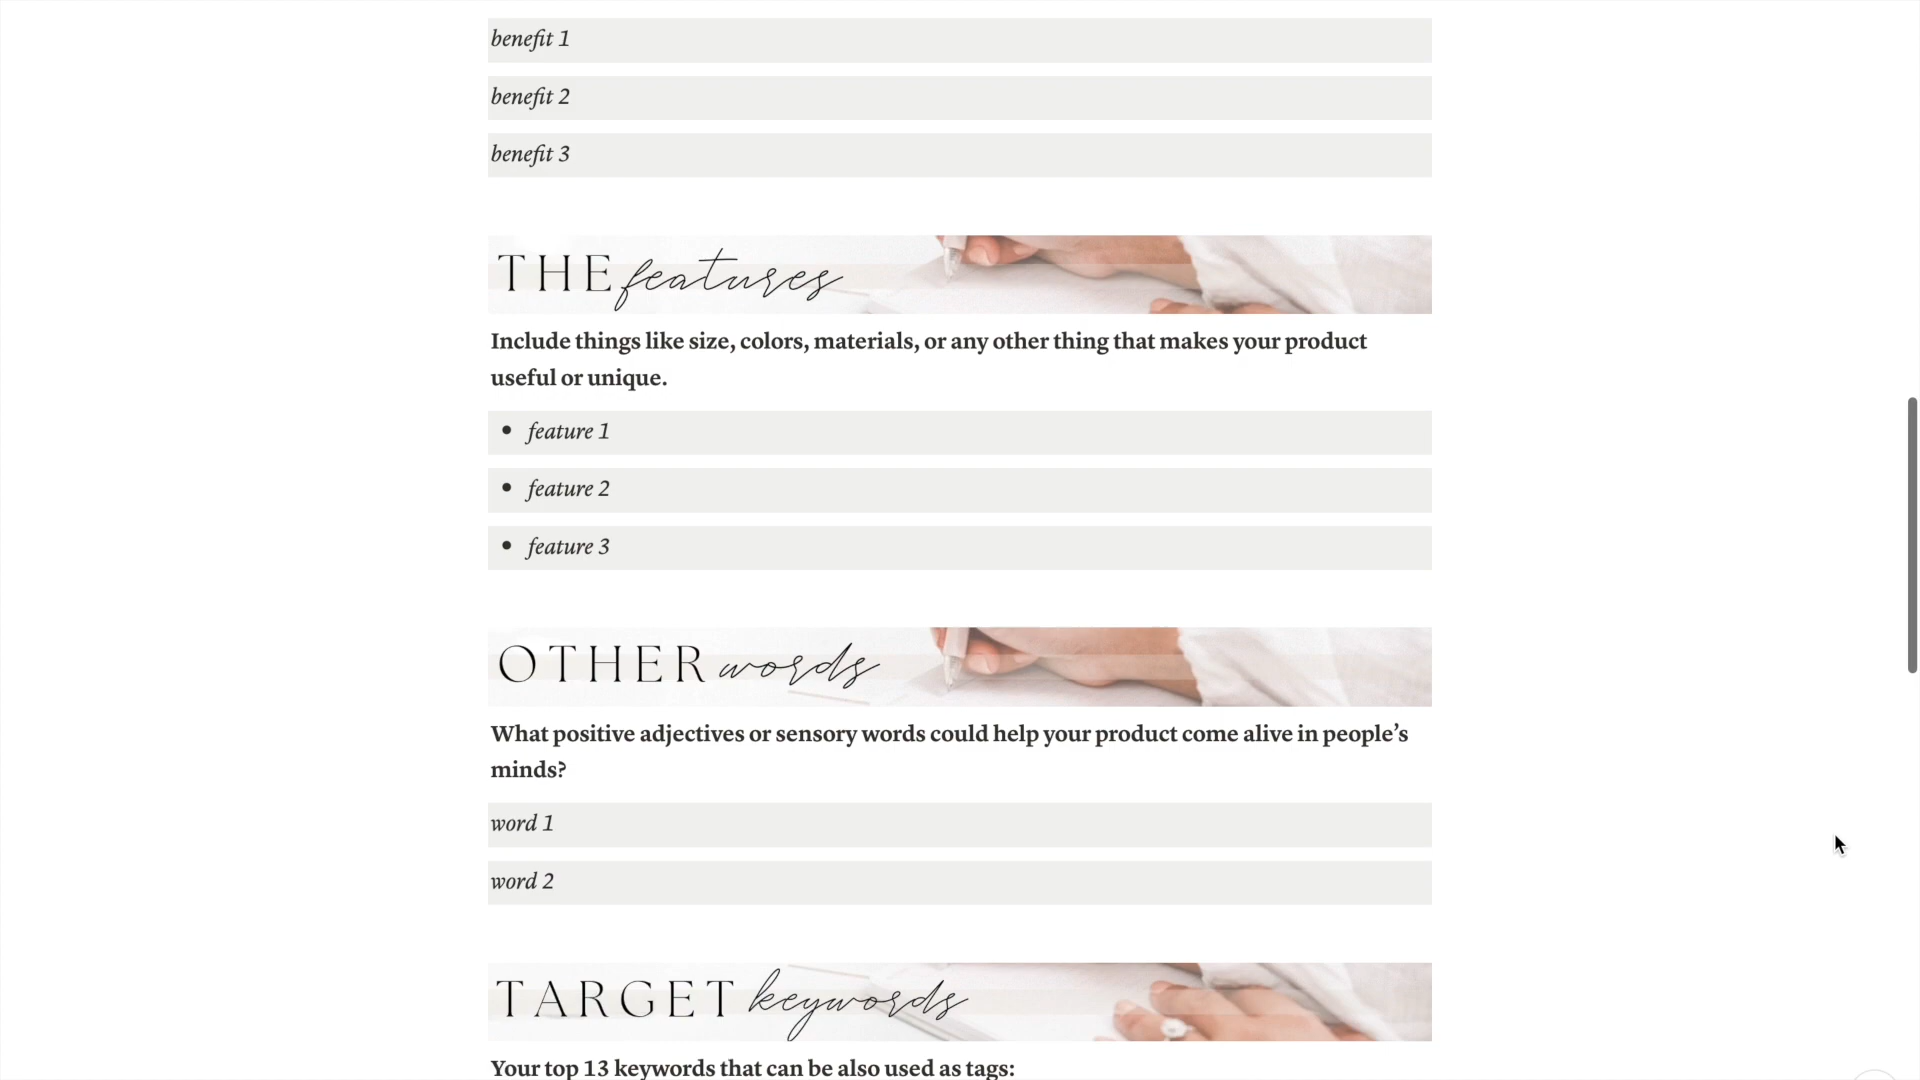 benefit 1
benefit 2
benefit 3
THE features
Include things like size, colors, materials, or any other thing that makes your product
useful or unique.
• feature 1
• feature 2
• feature 3
OTHER words
What positive adjectives or sensory words could help your product come alive in people’s
minds?
word 1
word 2
TARGET keywords
Your top 13 keywords that can be also used as tags: